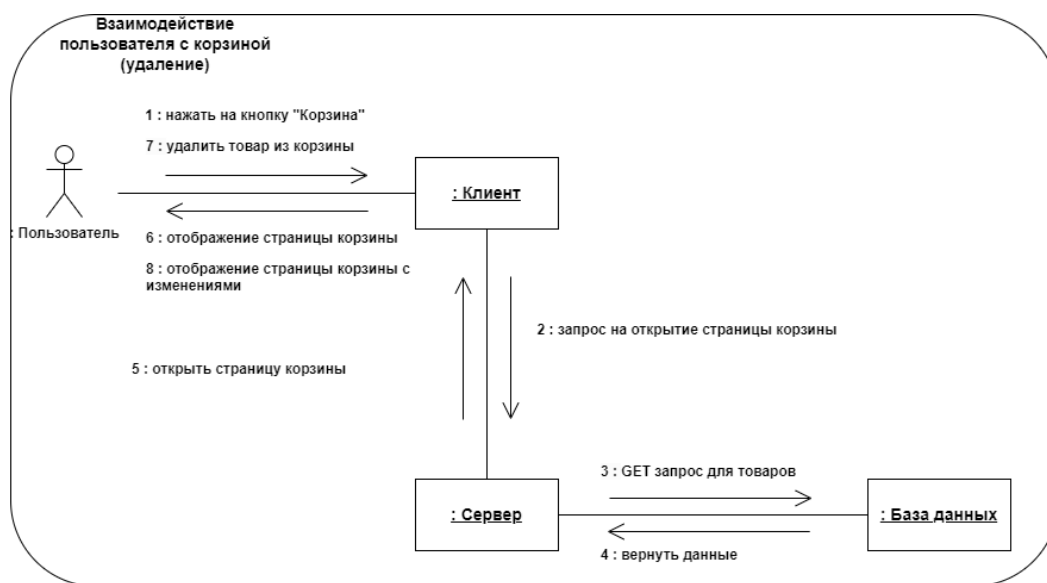 Взаимодействие
пользователя с корзиной
(удаление)
1 : нажать на кнопку "Корзина"
7 : удалить товар из корзины
: Клиент
: Пользователь
6 : отображение страницы корзины
8 : отображение страницы корзины с
изменениями
2 : запрос на открытие страницы корзины
5 : открыть страницу корзины
3 : GET запрос для товаров
: Сервер
: База данных
4 : вернуть данные